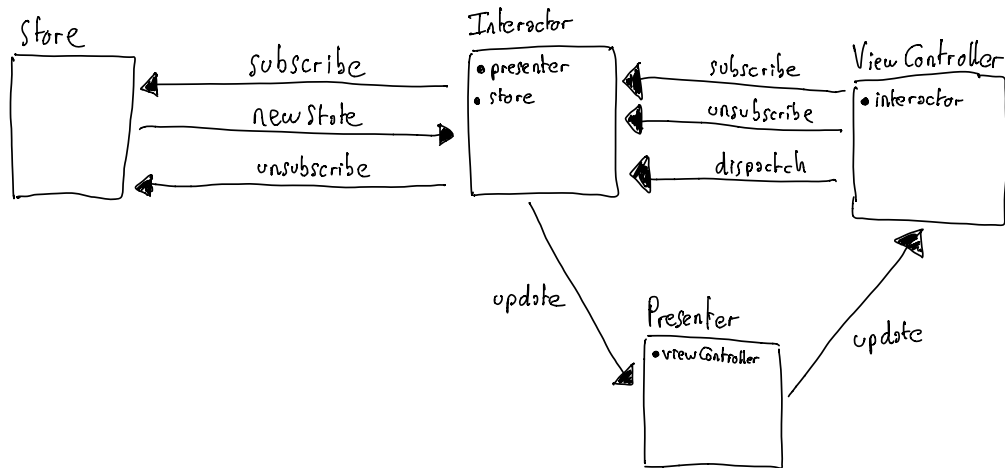 Store
subscribe
newState
unsubscribe
Interactor
• presenter
• store
subscribe
unsubscribe
dispatch
View Controller
• interactor
update
Presenter
• viewController
update